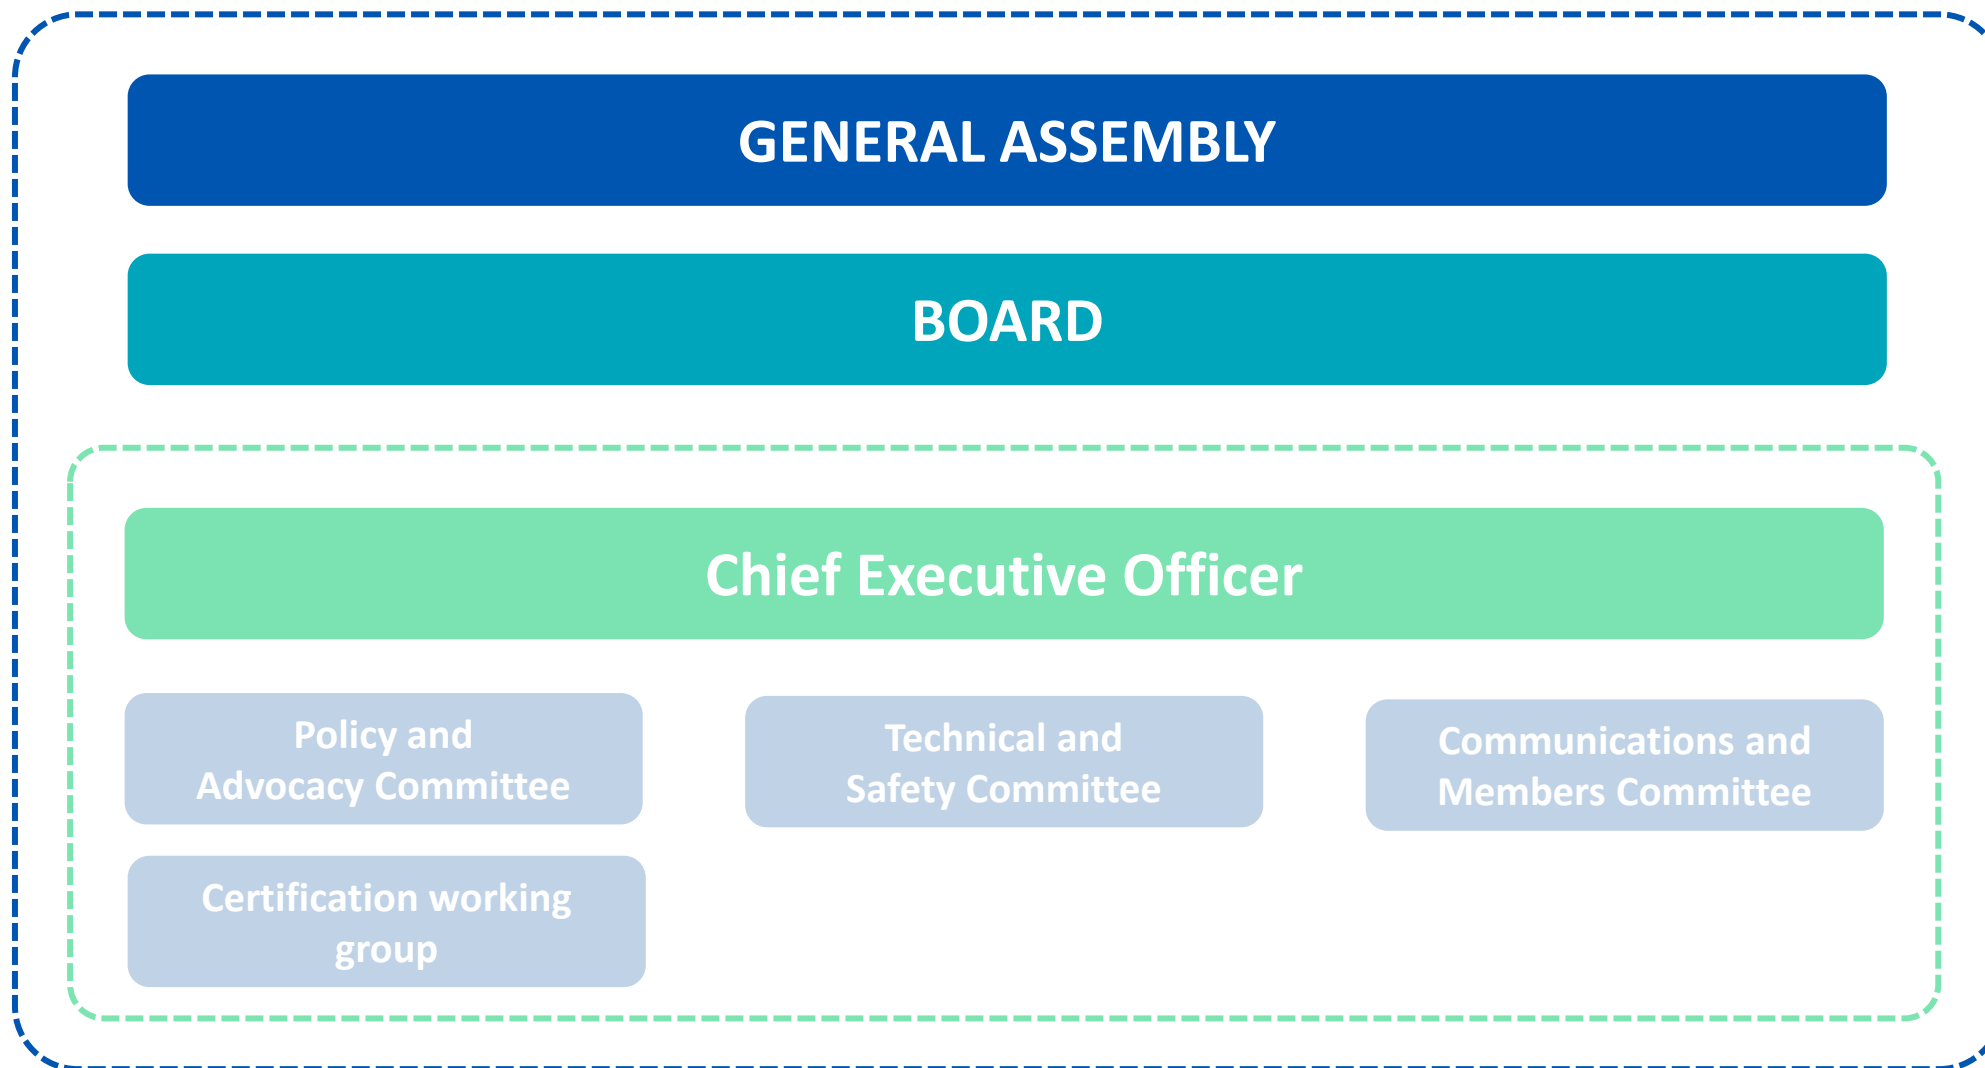 GENERAL ASSEMBLY
BOARD
Chief Executive Officer
Policy and
Advocacy Committee
Technical and
Safety Committee
Communications and
Members Committee
Certification working
group